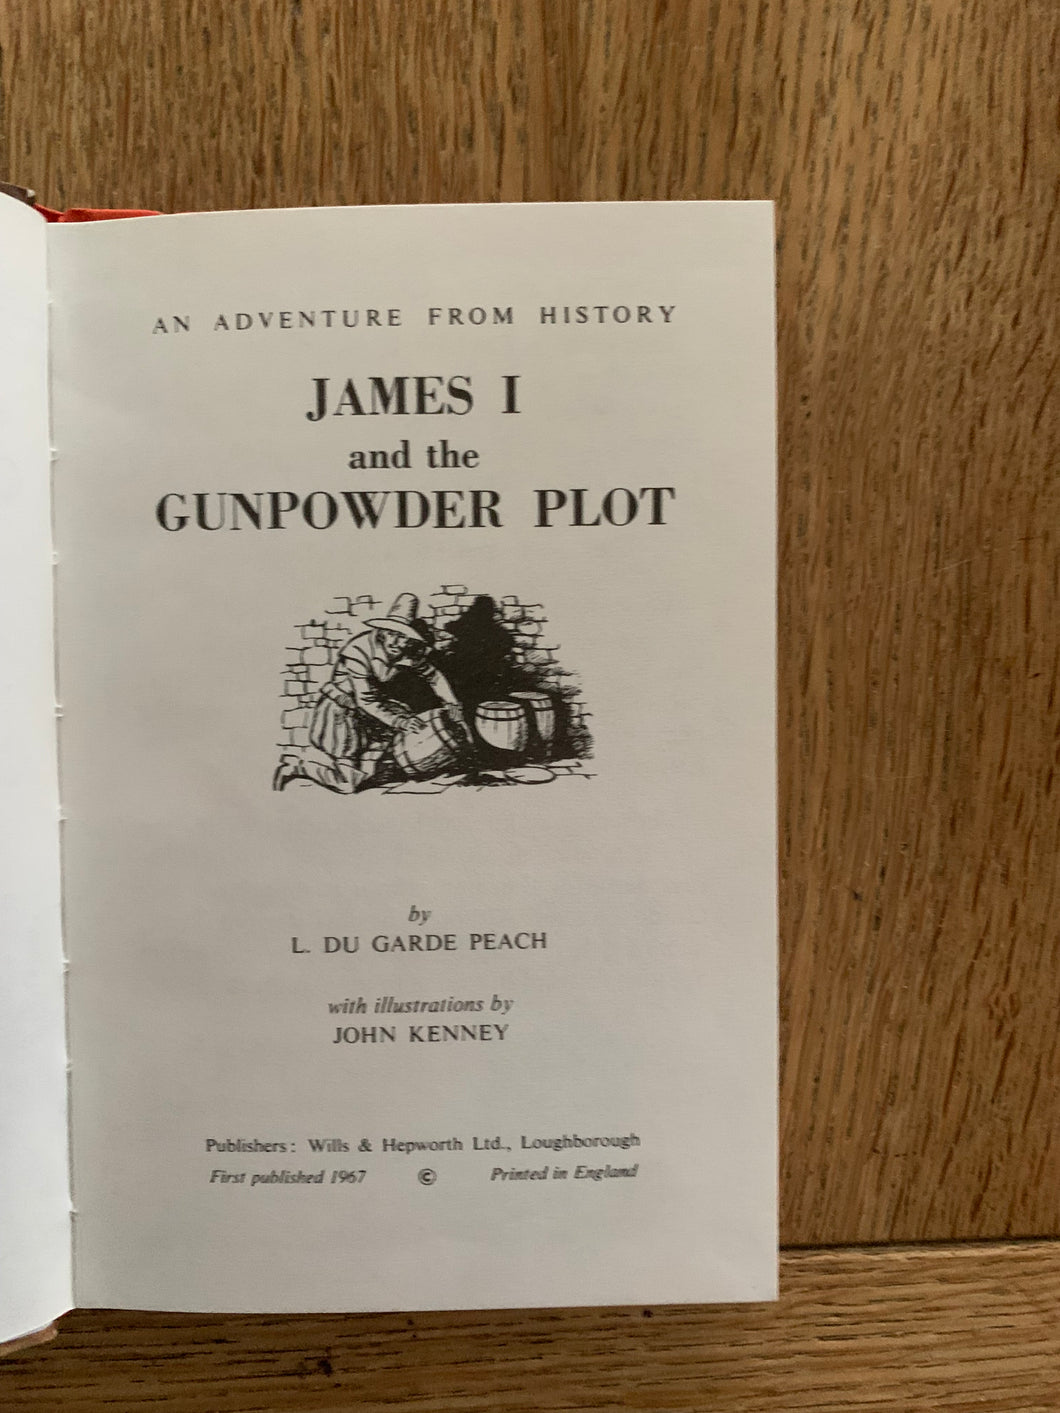 AN ADVENTURE FROM HISTORY
JAMES I
and the
GUNPOWDER PLOT
by
L. DU GARDE PEACH
with illustrations by
JOHN KENNEY
Publishers: Wills & Hepworth Ltd., Loughborough
First published 1967 © Printed in England